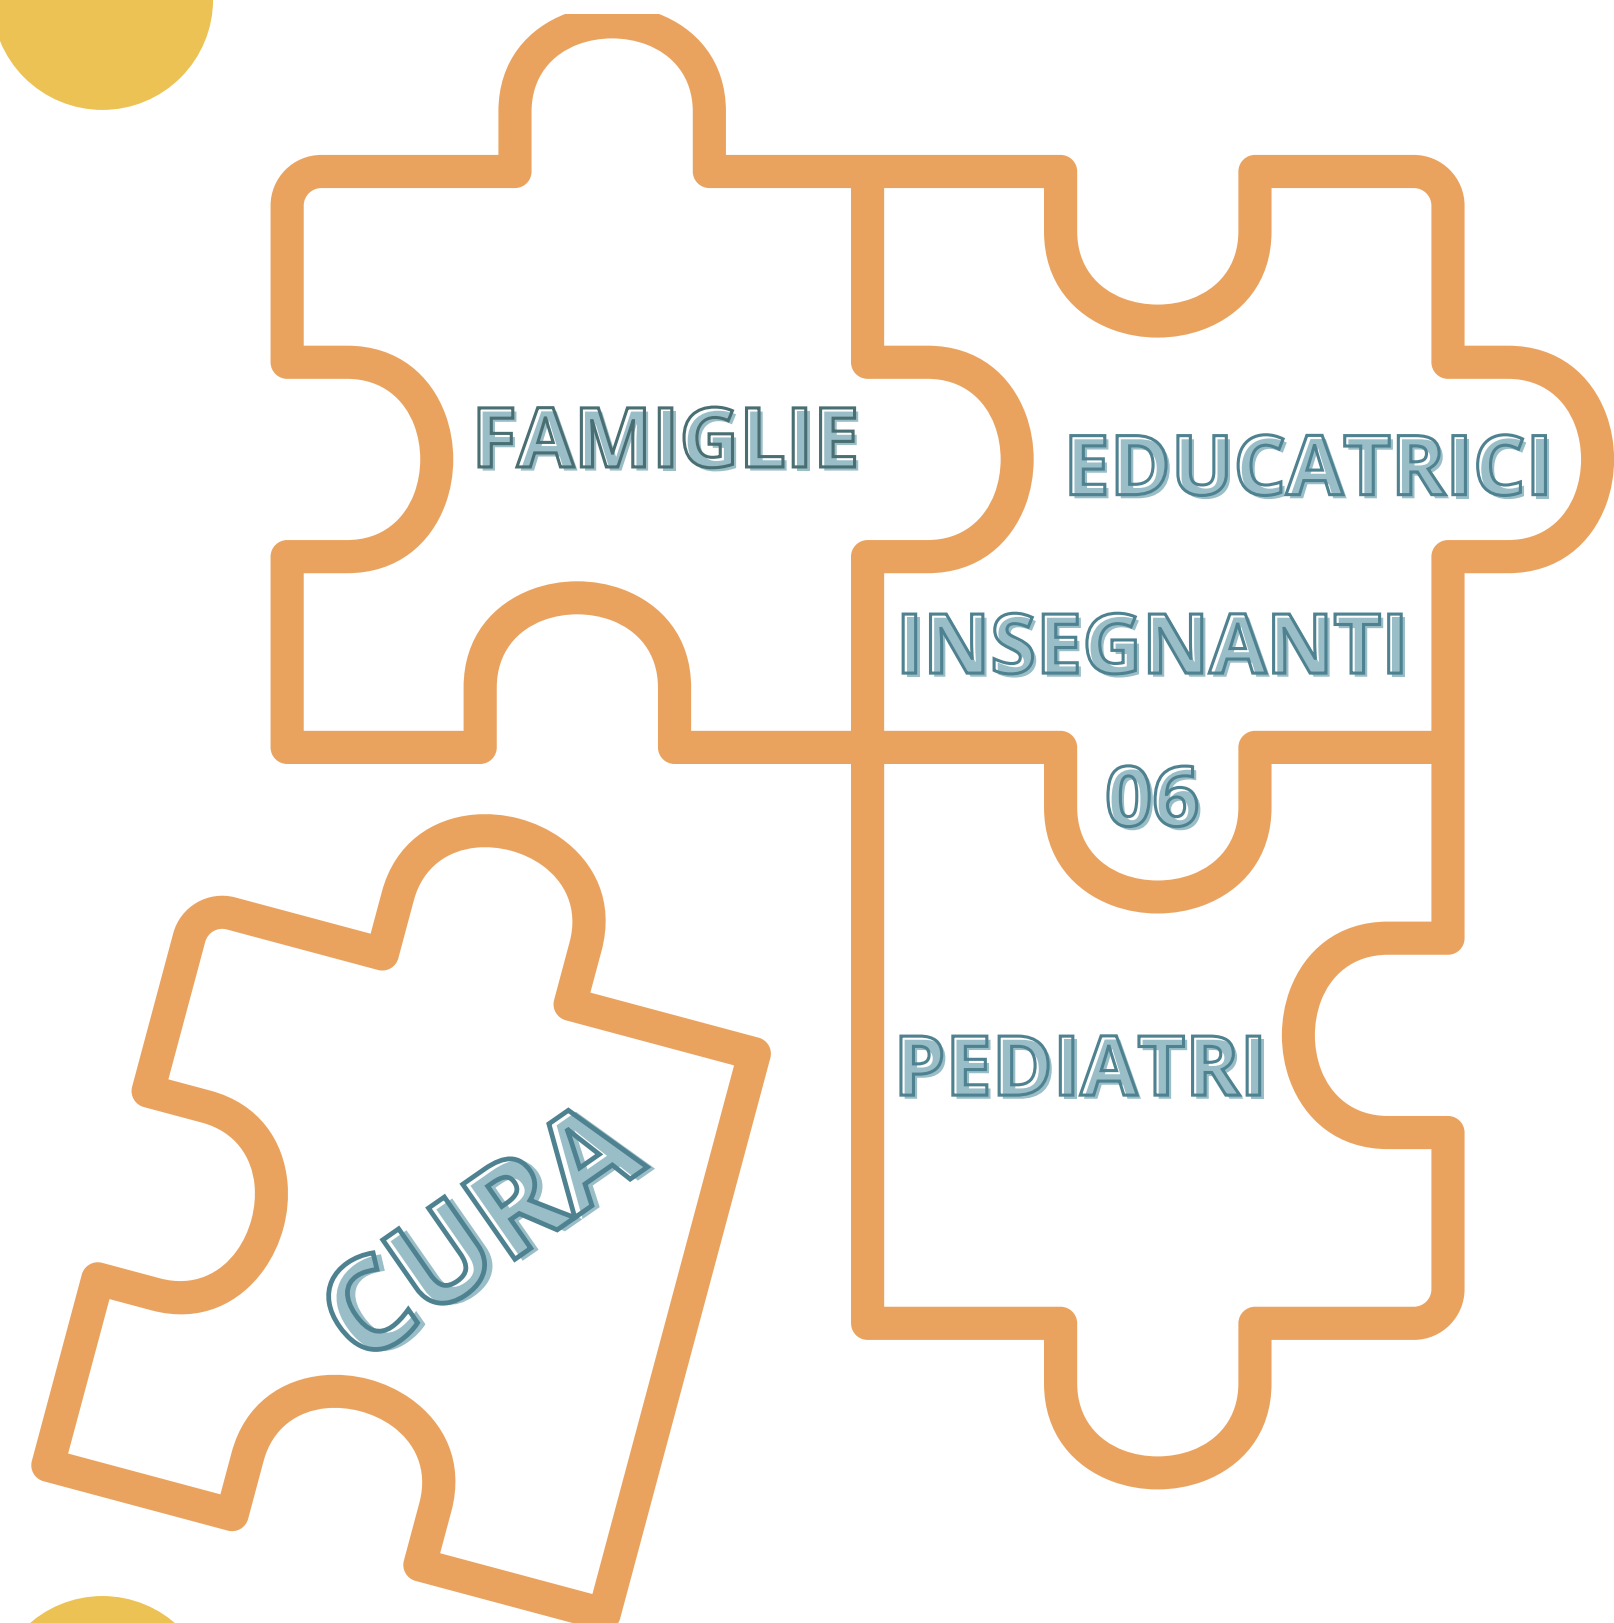 FAMIGLIE
EDUCATRICI
INSEGNANTI
06
PEDIATRI
CURA